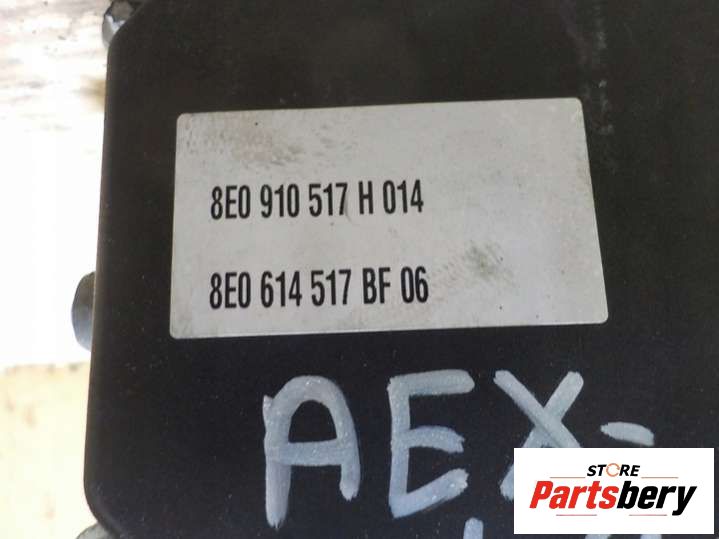 8E0 910 517 H 014
8E0 614 517 BF 06
AEX-
STORE
Partsbery